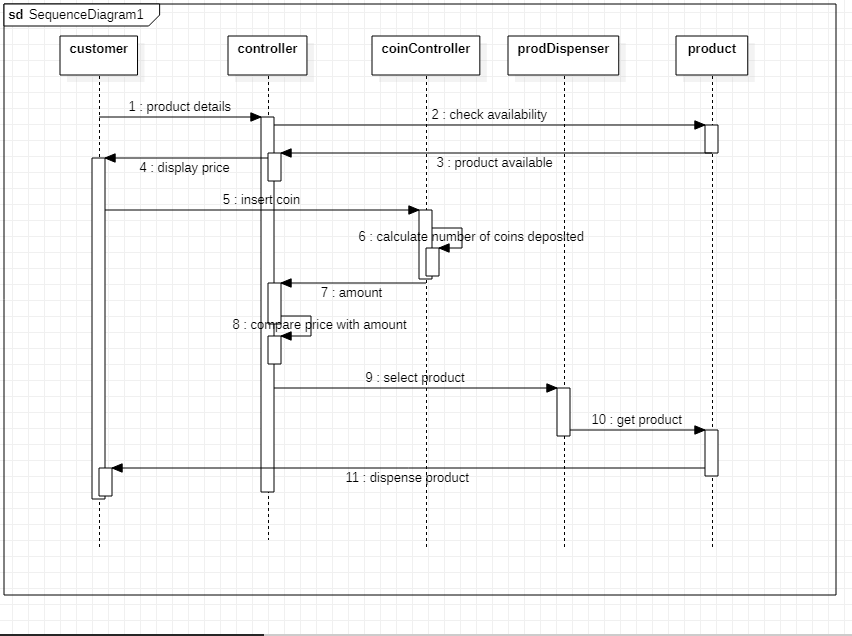 sd SequenceDiagram1
customer
controller
coinController
prodDispenser
product
1 : product details
2 : check availability
3 : product available
4 : display price
5 : insert coin
6 : calculate number of coins deposited
7 : amount
8 : compare price with amount
9 : select product
10 : get product
11 : dispense product